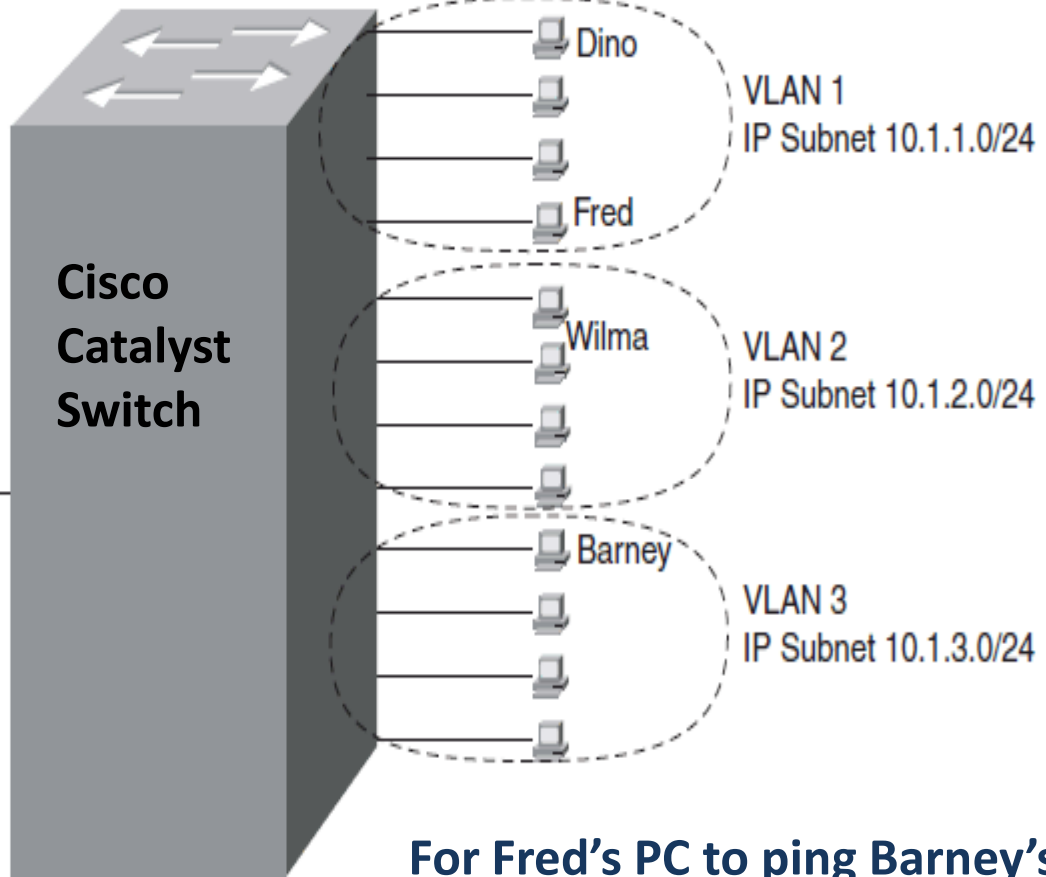 Cisco
Catalyst
Switch
Dino
Fred
VLAN 1
IP Subnet 10.1.1.0/24
Wilma
VLAN 2
IP Subnet 10.1.2.0/24
Barney
VLAN 3
IP Subnet 10.1.3.0/24
For Fred’s PC to ping Barney’s